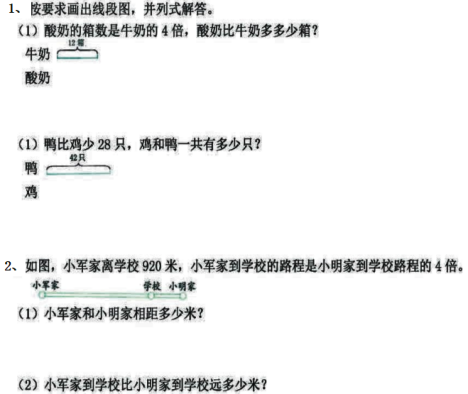 1、按要求画出线段图，并列式解答。
（1）酸奶的箱数是牛奶的4倍，酸奶比牛奶多多少箱？
12箱
牛奶
酸奶
（1）鸭比鸡少28只，鸡和鸭一共有多少只？
42只
鸭
鸡
2、如图，小军家离学校920米，小军家到学校的路程是小明家到学校路程的4倍。
小军家 学校 小明家
（1）小军家和小明家相距多少米？
（2）小军家到学校比小明家到学校远多少米？